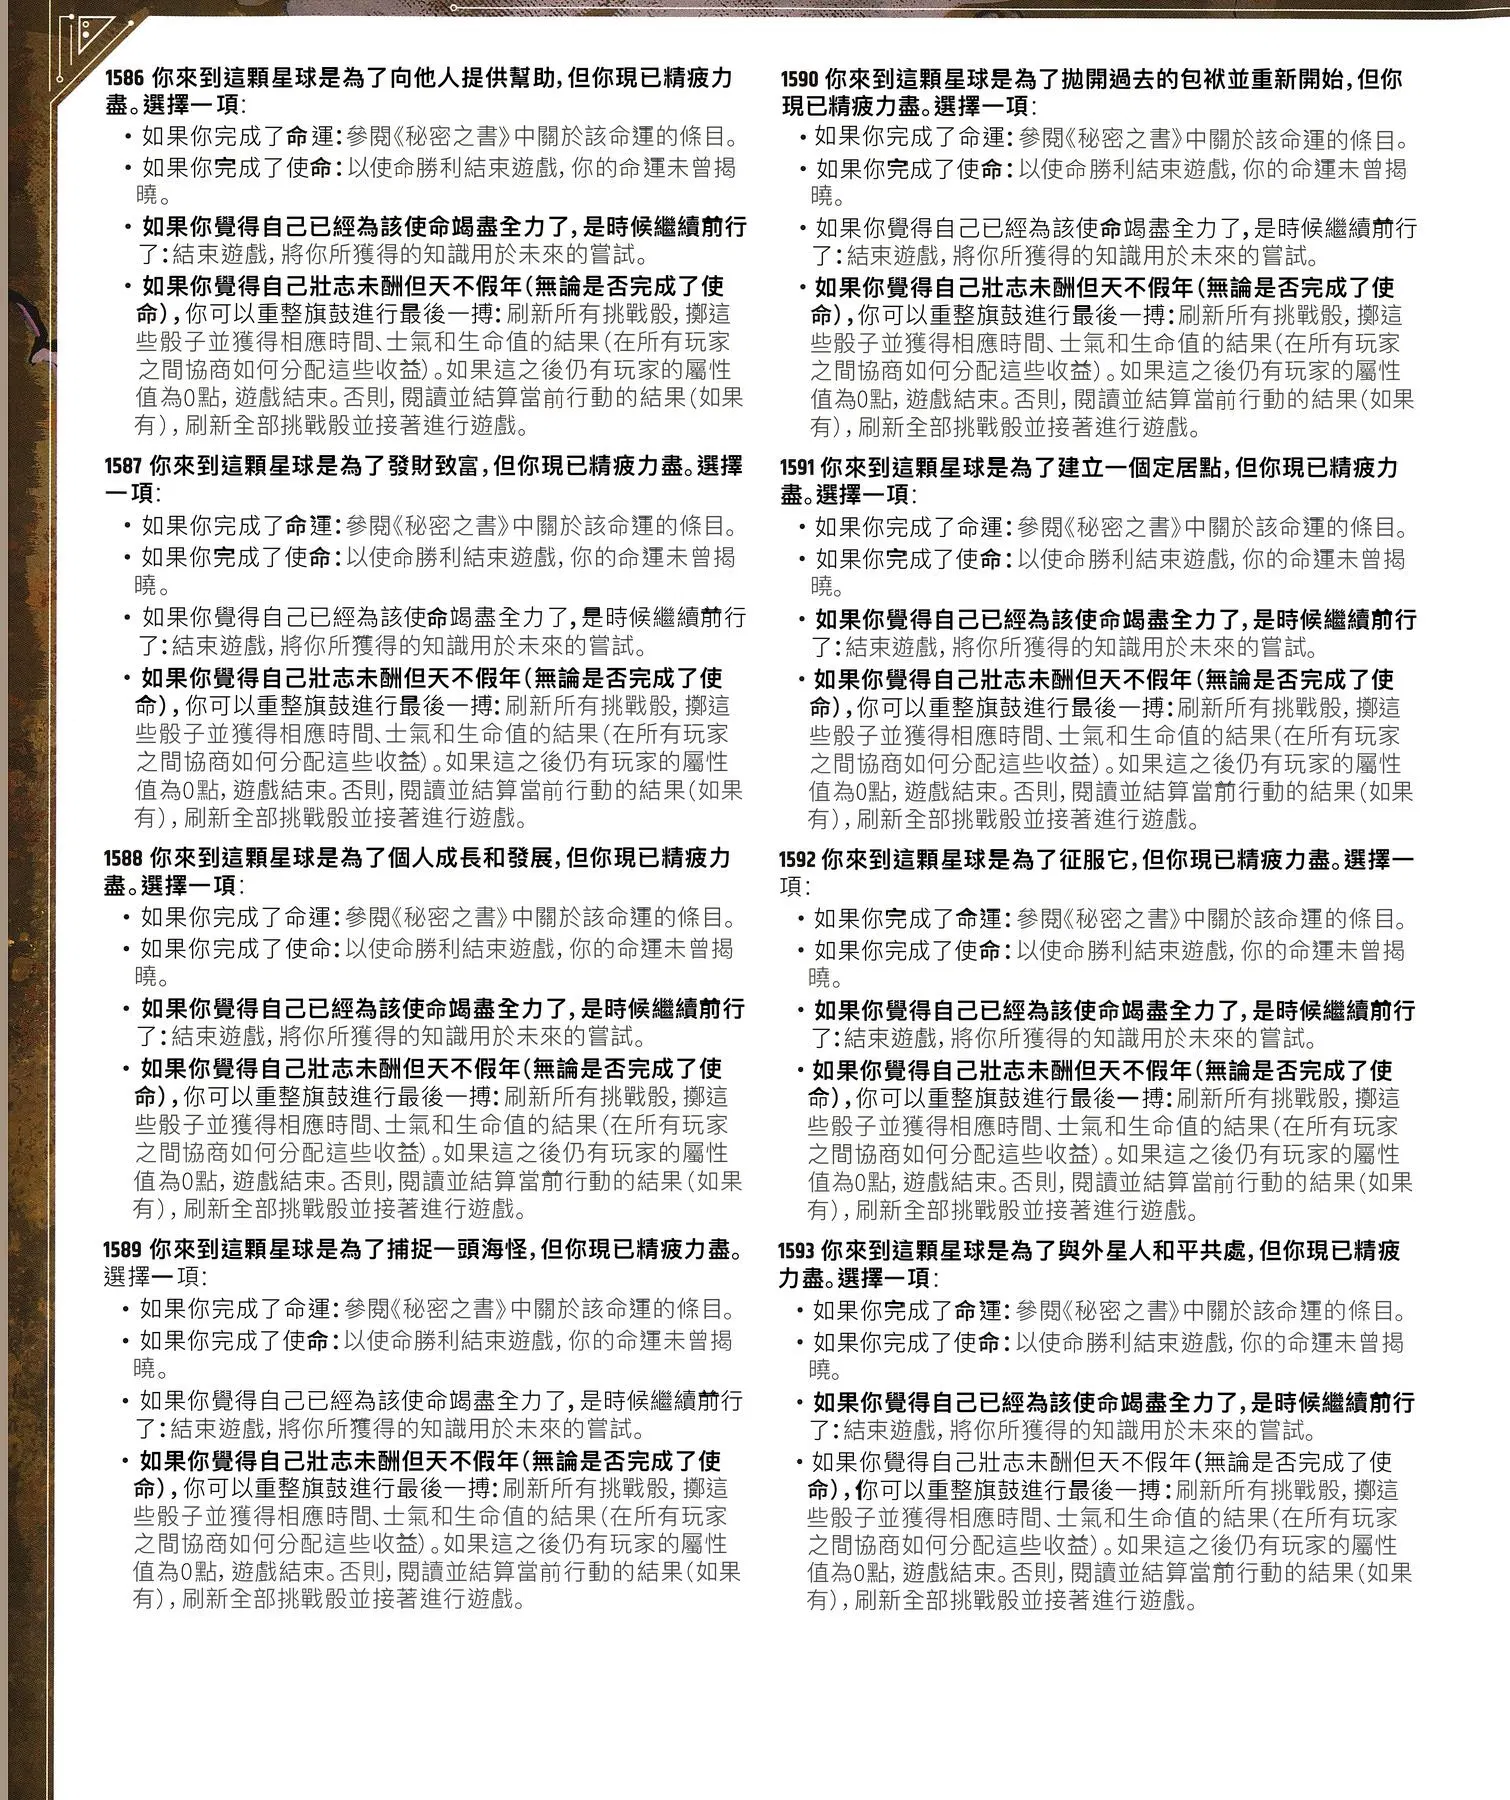 1586 你來到這顆星球是為了向他人提供幫助,但你現已精疲力
盡。選擇一項:
• 如果你完成了命運:參閱《秘密之書》中關於該命運的條目。
• 如果你完成了使命:以使命勝利結束遊戲,你的命運未曾揭
曉。
• 如果你覺得自己已經為該使命竭盡全力了,是時候繼續前行
了:結束遊戲,將你所獲得的知識用於未來的嘗試。
• 如果你覺得自己壯志未酬但天不假年(無論是否完成了使
命),你可以重整旗鼓進行最後一搏:刷新所有挑戰骰,擲這
些骰子並獲得相應時間、士氣和生命值的結果(在所有玩家
之間協商如何分配這些收益)。如果這之後仍有玩家的屬性
值為0點,遊戲結束。否則,閱讀並結算當前行動的結果(如果
有),刷新全部挑戰骰並接著進行遊戲。
1587 你來到這顆星球是為了發財致富,但你現已精疲力盡。選擇
一項:
• 如果你完成了命運:參閱《秘密之書》中關於該命運的條目。
• 如果你完成了使命:以使命勝利結束遊戲,你的命運未曾揭
曉。
• 如果你覺得自己已經為該使命竭盡全力了,是時候繼續前行
了:結束遊戲,將你所獲得的知識用於未來的嘗試。
• 如果你覺得自己壯志未酬但天不假年(無論是否完成了使
命),你可以重整旗鼓進行最後一搏:刷新所有挑戰骰,擲這
些骰子並獲得相應時間、士氣和生命值的結果(在所有玩家
之間協商如何分配這些收益)。如果這之後仍有玩家的屬性
值為0點,遊戲結束。否則,閱讀並結算當前行動的結果(如果
有),刷新全部挑戰骰並接著進行遊戲。
1588 你來到這顆星球是為了個人成長和發展,但你現已精疲力
盡。選擇一項:
• 如果你完成了命運:參閱《秘密之書》中關於該命運的條目。
• 如果你完成了使命:以使命勝利結束遊戲,你的命運未曾揭
曉。
• 如果你覺得自己已經為該使命竭盡全力了,是時候繼續前行
了:結束遊戲,將你所獲得的知識用於未來的嘗試。
• 如果你覺得自己壯志未酬但天不假年(無論是否完成了使
命),你可以重整旗鼓進行最後一搏:刷新所有挑戰骰,擲這
些骰子並獲得相應時間、士氣和生命值的結果(在所有玩家
之間協商如何分配這些收益)。如果這之後仍有玩家的屬性
值為0點,遊戲結束。否則,閱讀並結算當前行動的結果(如果
有),刷新全部挑戰骰並接著進行遊戲。
1589 你來到這顆星球是為了捕捉一頭海怪,但你現已精疲力盡。
選擇一項:
• 如果你完成了命運:參閱《秘密之書》中關於該命運的條目。
• 如果你完成了使命:以使命勝利結束遊戲,你的命運未曾揭
曉。
• 如果你覺得自己已經為該使命竭盡全力了,是時候繼續前行
了:結束遊戲,將你所獲得的知識用於未來的嘗試。
• 如果你覺得自己壯志未酬但天不假年(無論是否完成了使
命),你可以重整旗鼓進行最後一搏:刷新所有挑戰骰,擲這
些骰子並獲得相應時間、士氣和生命值的結果(在所有玩家
之間協商如何分配這些收益)。如果這之後仍有玩家的屬性
值為0點,遊戲結束。否則,閱讀並結算當前行動的結果(如果
有),刷新全部挑戰骰並接著進行遊戲。
1590 你來到這顆星球是為了拋開過去的包袱並重新開始,但你
現已精疲力盡。選擇一項:
• 如果你完成了命運:參閱《秘密之書》中關於該命運的條目。
• 如果你完成了使命:以使命勝利結束遊戲,你的命運未曾揭
曉。
• 如果你覺得自己已經為該使命竭盡全力了,是時候繼續前行
了:結束遊戲,將你所獲得的知識用於未來的嘗試。
• 如果你覺得自己壯志未酬但天不假年(無論是否完成了使
命),你可以重整旗鼓進行最後一搏:刷新所有挑戰骰,擲這
些骰子並獲得相應時間、士氣和生命值的結果(在所有玩家
之間協商如何分配這些收益)。如果這之後仍有玩家的屬性
值為0點,遊戲結束。否則,閱讀並結算當前行動的結果(如果
有),刷新全部挑戰骰並接著進行遊戲。
1591 你來到這顆星球是為了建立一個定居點,但你現已精疲力
盡。選擇一項:
• 如果你完成了命運:參閱《秘密之書》中關於該命運的條目。
• 如果你完成了使命:以使命勝利結束遊戲,你的命運未曾揭
曉。
• 如果你覺得自己已經為該使命竭盡全力了,是時候繼續前行
了:結束遊戲,將你所獲得的知識用於未來的嘗試。
• 如果你覺得自己壯志未酬但天不假年(無論是否完成了使
命),你可以重整旗鼓進行最後一搏:刷新所有挑戰骰,擲這
些骰子並獲得相應時間、士氣和生命值的結果(在所有玩家
之間協商如何分配這些收益)。如果這之後仍有玩家的屬性
值為0點,遊戲結束。否則,閱讀並結算當前行動的結果(如果
有),刷新全部挑戰骰並接著進行遊戲。
1592 你來到這顆星球是為了征服它,但你現已精疲力盡。選擇一
項:
• 如果你完成了命運:參閱《秘密之書》中關於該命運的條目。
• 如果你完成了使命:以使命勝利結束遊戲,你的命運未曾揭
曉。
• 如果你覺得自己已經為該使命竭盡全力了,是時候繼續前行
了:結束遊戲,將你所獲得的知識用於未來的嘗試。
• 如果你覺得自己壯志未酬但天不假年(無論是否完成了使
命),你可以重整旗鼓進行最後一搏:刷新所有挑戰骰,擲這
些骰子並獲得相應時間、士氣和生命值的結果(在所有玩家
之間協商如何分配這些收益)。如果這之後仍有玩家的屬性
值為0點,遊戲結束。否則,閱讀並結算當前行動的結果(如果
有),刷新全部挑戰骰並接著進行遊戲。
1593 你來到這顆星球是為了與外星人和平共處,但你現已精疲
力盡。選擇一項:
• 如果你完成了命運:參閱《秘密之書》中關於該命運的條目。
• 如果你完成了使命:以使命勝利結束遊戲,你的命運未曾揭
曉。
• 如果你覺得自己已經為該使命竭盡全力了,是時候繼續前行
了:結束遊戲,將你所獲得的知識用於未來的嘗試。
• 如果你覺得自己壯志未酬但天不假年(無論是否完成了使
命),你可以重整旗鼓進行最後一搏:刷新所有挑戰骰,擲這
些骰子並獲得相應時間、士氣和生命值的結果(在所有玩家
之間協商如何分配這些收益)。如果這之後仍有玩家的屬性
值為0點,遊戲結束。否則,閱讀並結算當前行動的結果(如果
有),刷新全部挑戰骰並接著進行遊戲。